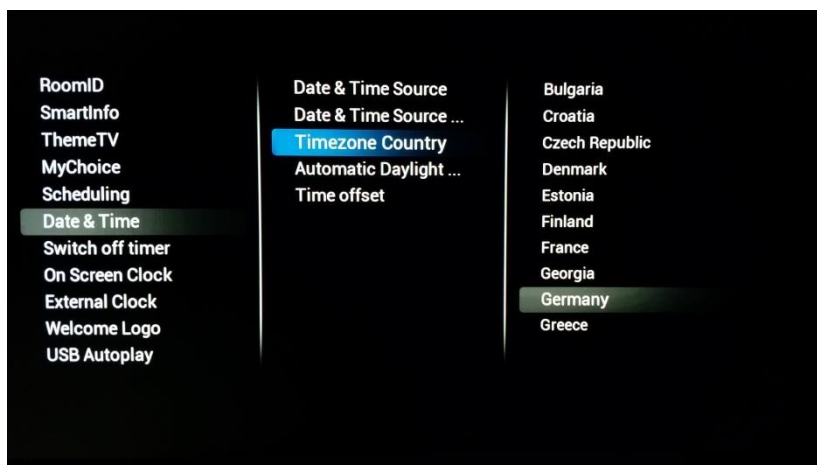 RoomID
SmartInfo
ThemeTV
MyChoice
Scheduling
Date & Time
Switch off timer
On Screen Clock
External Clock
Welcome Logo
USB Autoplay
Date & Time Source
Date & Time Source ...
Timezone Country
Automatic Daylight ...
Time offset
Bulgaria
Croatia
Czech Republic
Denmark
Estonia
Finland
France
Georgia
Germany
Greece